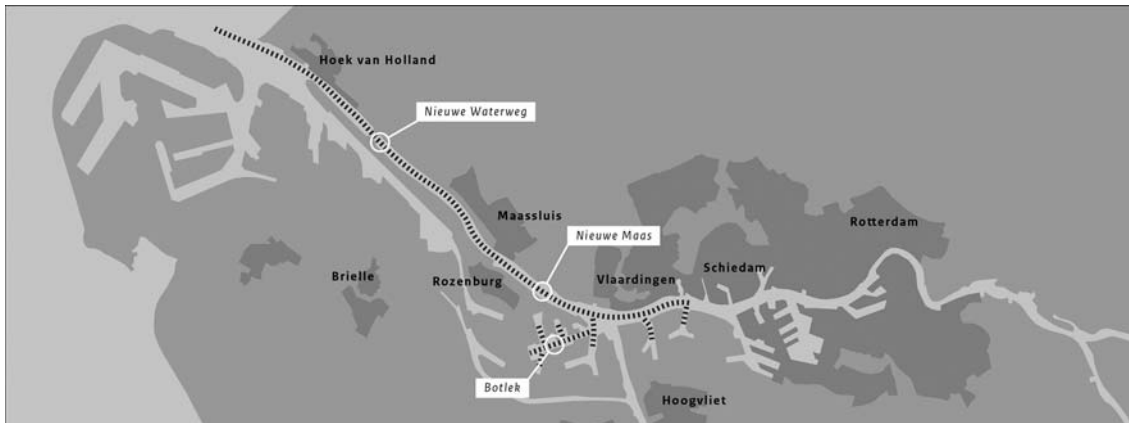 Hoek van Holland
Nieuwe Waterweg
Maassluis
Nieuwe Maas
Rotterdam
Schiedam
Vlaardingen
Brielle
Rozenburg
Botlek
Hoogvliet